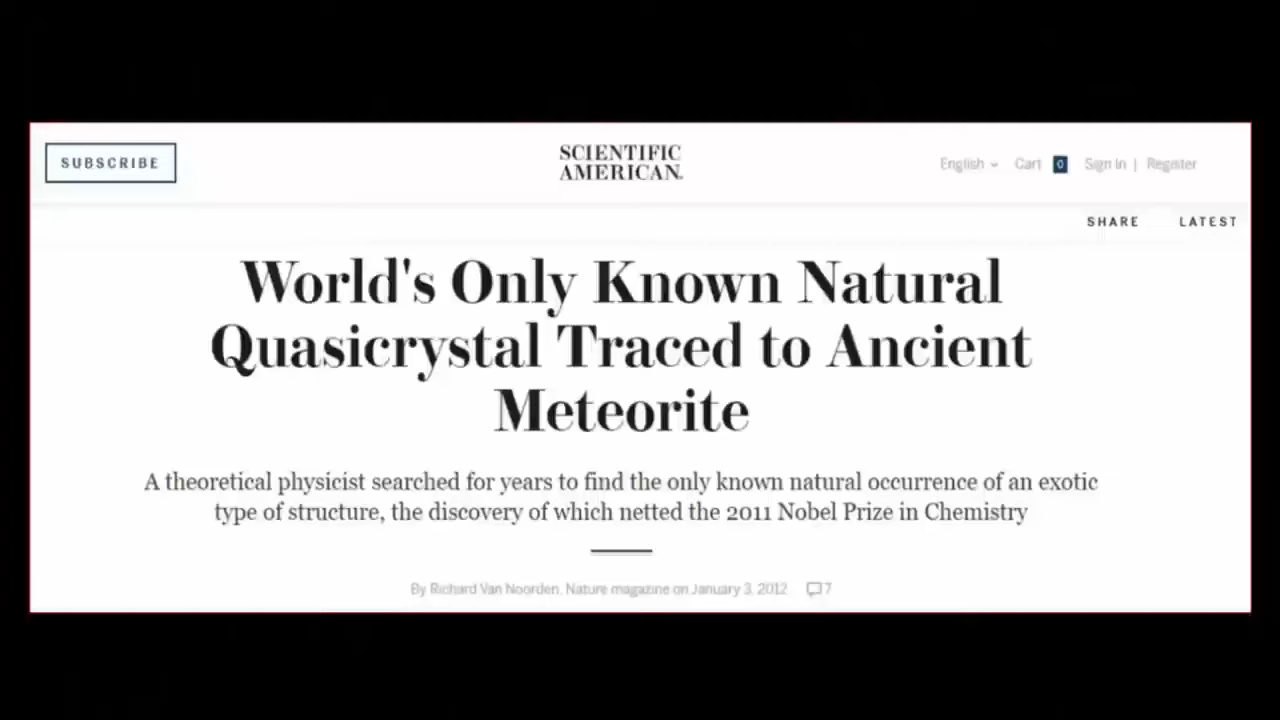 SUBSCRIBE
SCIENTIFIC
AMERICAN.
English Cart 0 Sign In | Register
SHARE LATEST
World's Only Known Natural
Quasicrystal Traced to Ancient
Meteorite
A theoretical physicist searched for years to find the only known natural occurrence of an exotic
type of structure, the discovery of which netted the 2011 Nobel Prize in Chemistry
By Richard Van Noorden, Nature magazine on January 3, 2012 7